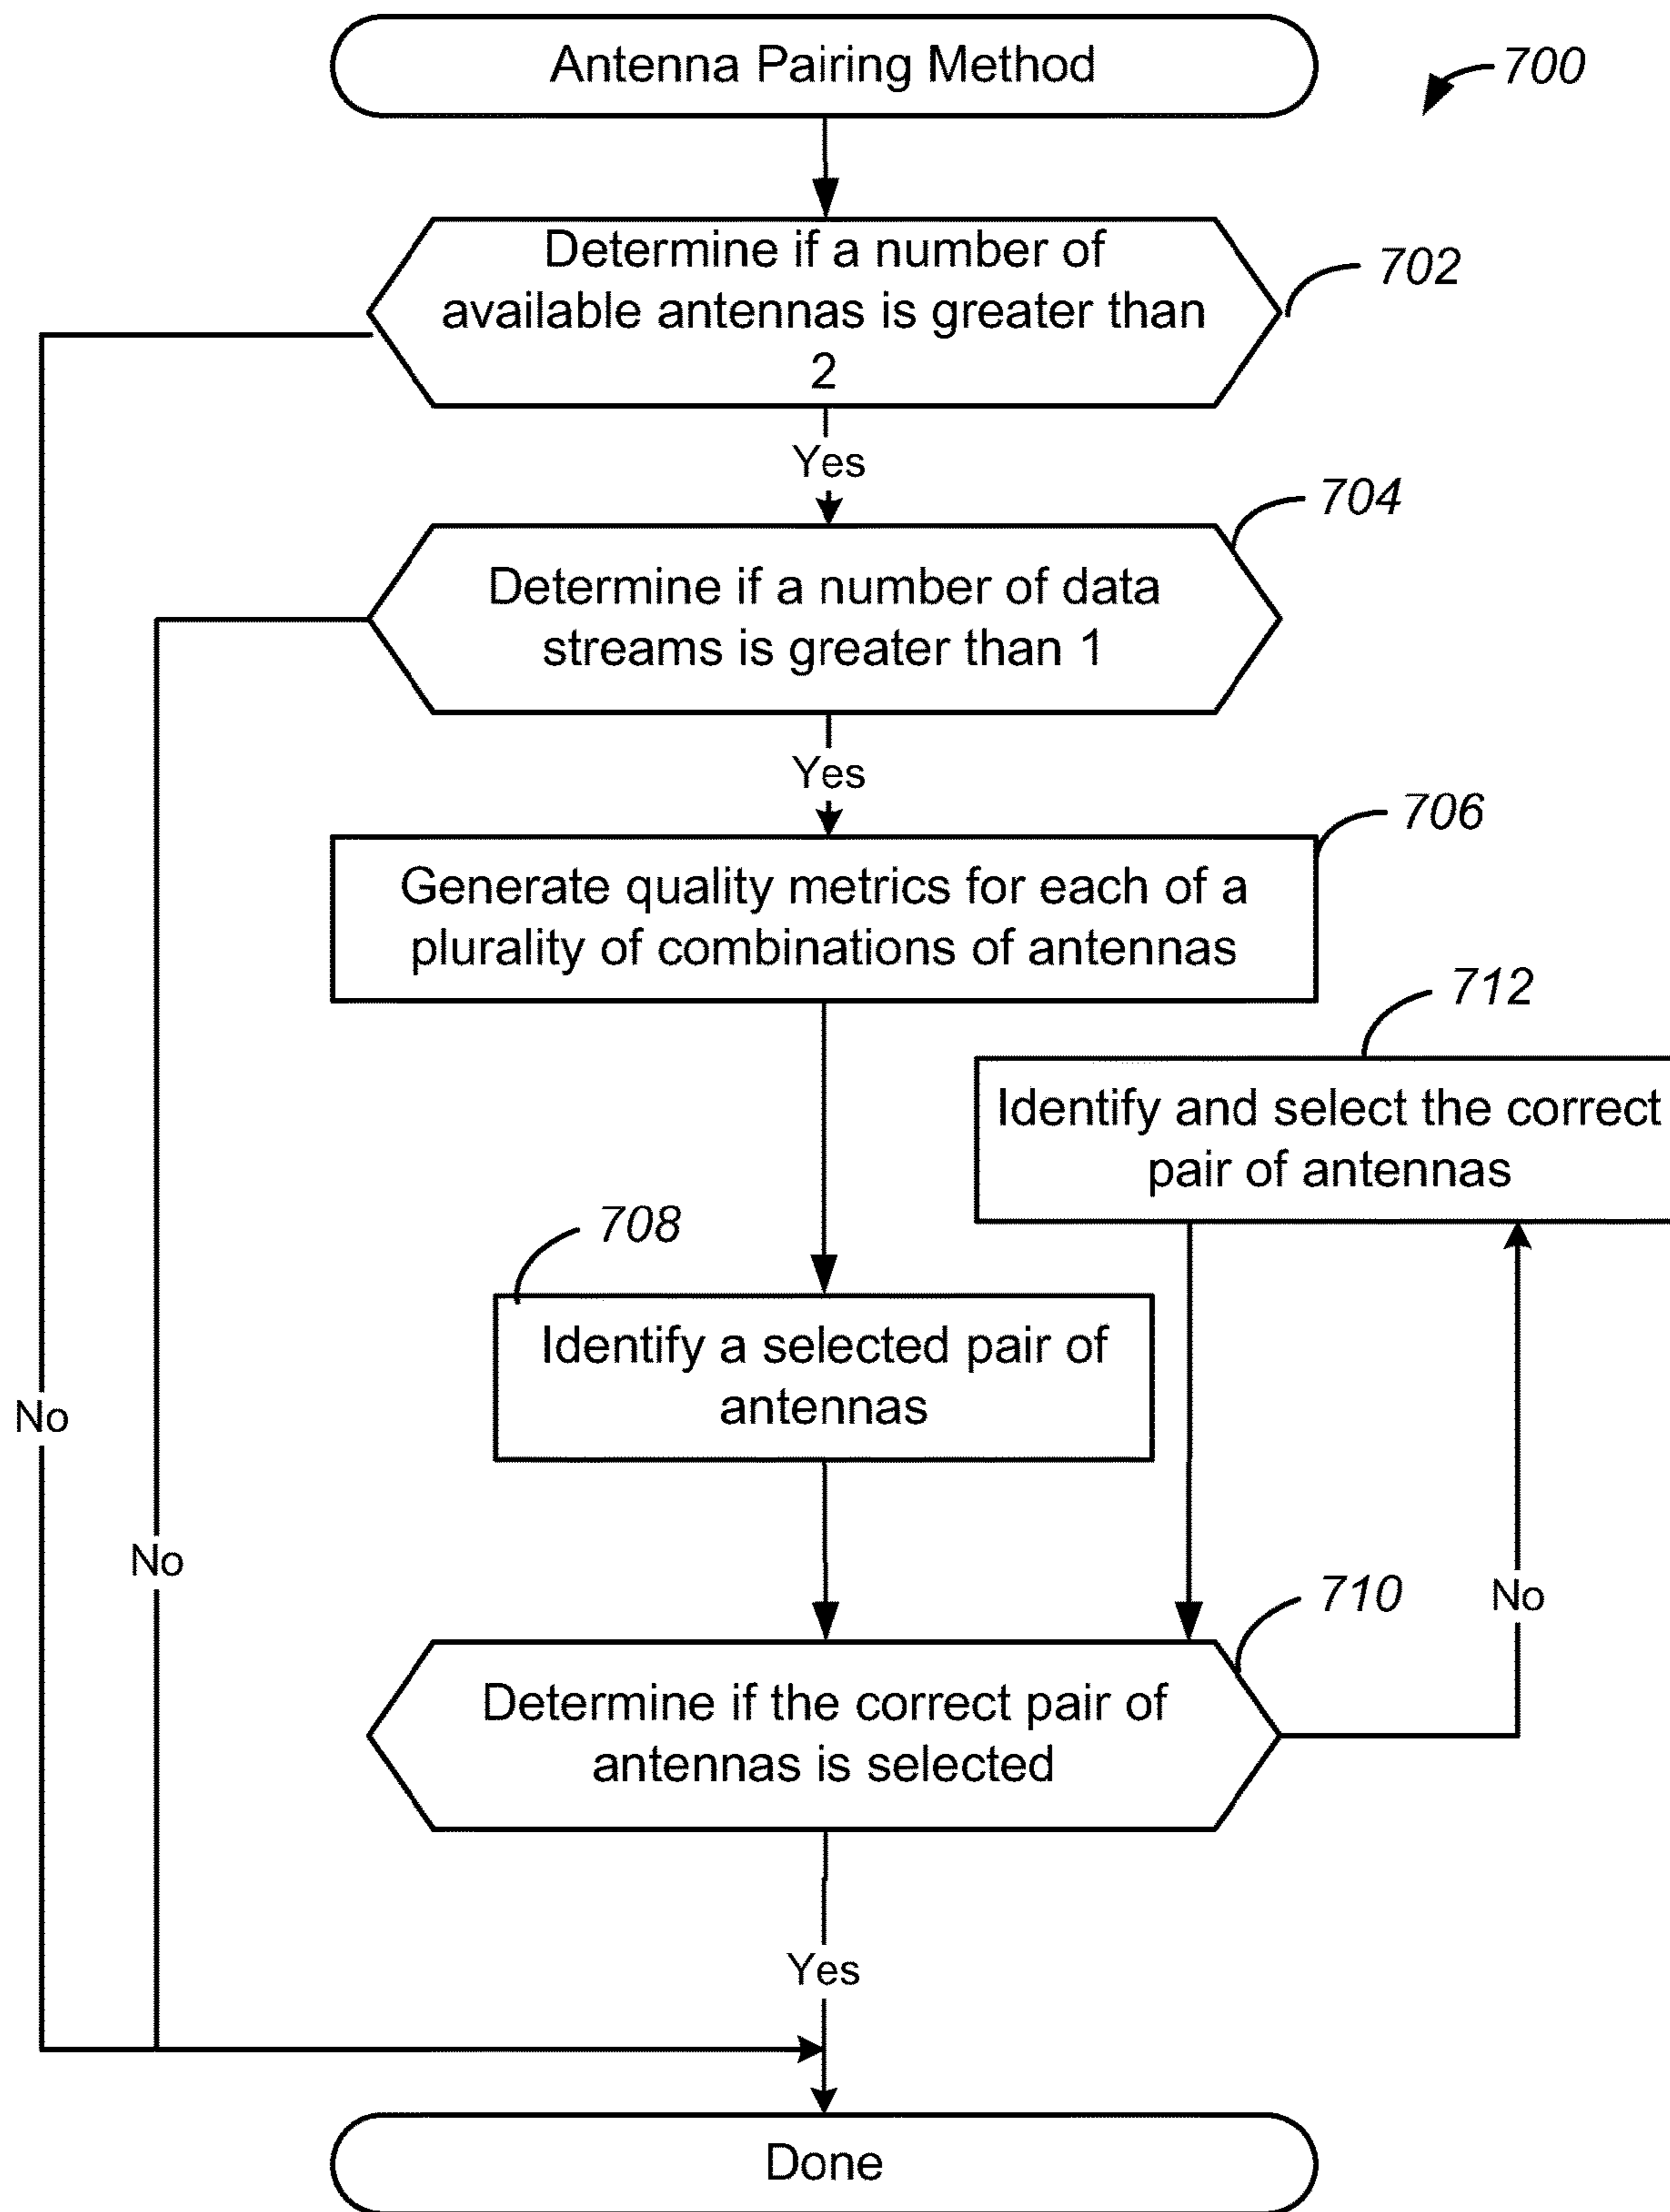 Antenna Pairing Method
700
Determine if a number of
available antennas is greater than
2
702
Yes
704
Determine if a number of data
streams is greater than 1
Yes
706
Generate quality metrics for each of a
plurality of combinations of antennas
712
Identify and select the correct
pair of antennas
708
Identify a selected pair of
antennas
No
No
710
No
Determine if the correct pair of
antennas is selected
Yes
Done